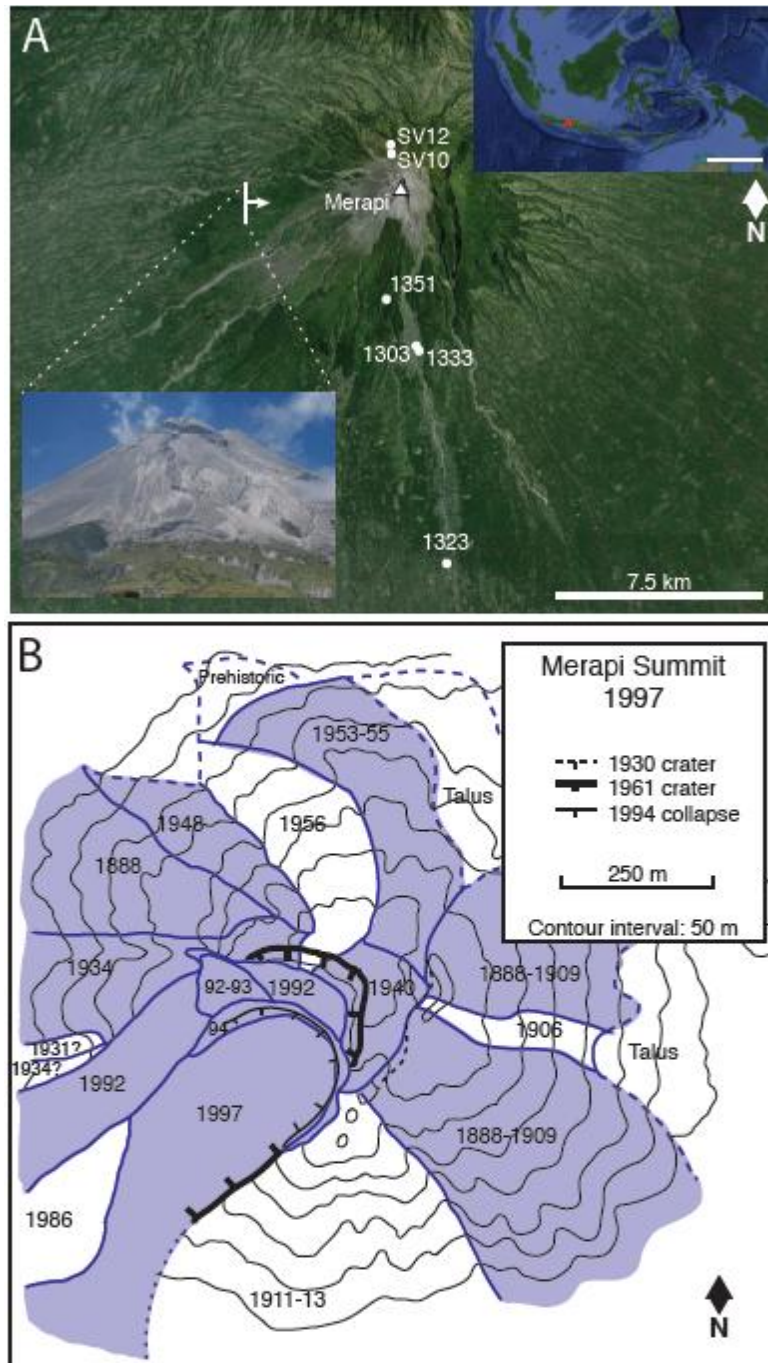 A
SV12
SV10
Merapi
N
1351
1303
1333
1323
7.5 km
B
Merapi Summit
1997
1930 crater
1961 crater
1994 collapse
250 m
Contour interval: 50 m
Prehistoric
1953-55
Talus
1948
1956
1888
1934
92-93
1992
1940
1888-1909
1906
94
1931?
1934?
1992
Talus
1997
1888-1909
1986
1911-13
N